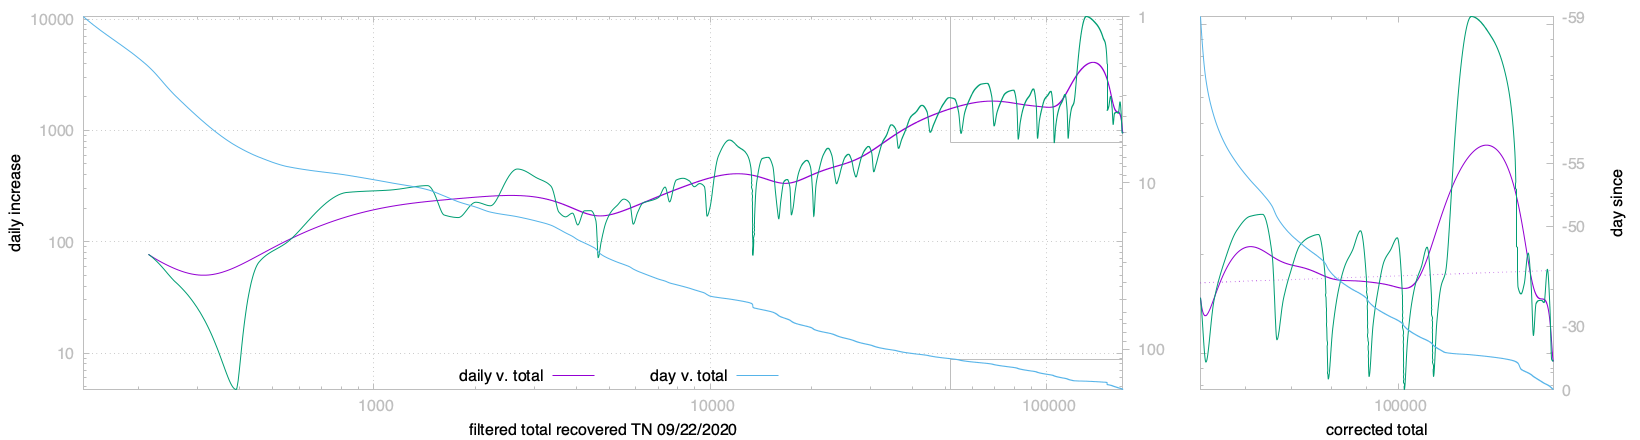 10000
1000
100
10
daily increase
1000
10000
100000
1
10
100
daily v. total
day v. total
filtered total recovered TN 09/22/2020
-59
-55
-50
-30
0
day since
100000
corrected total